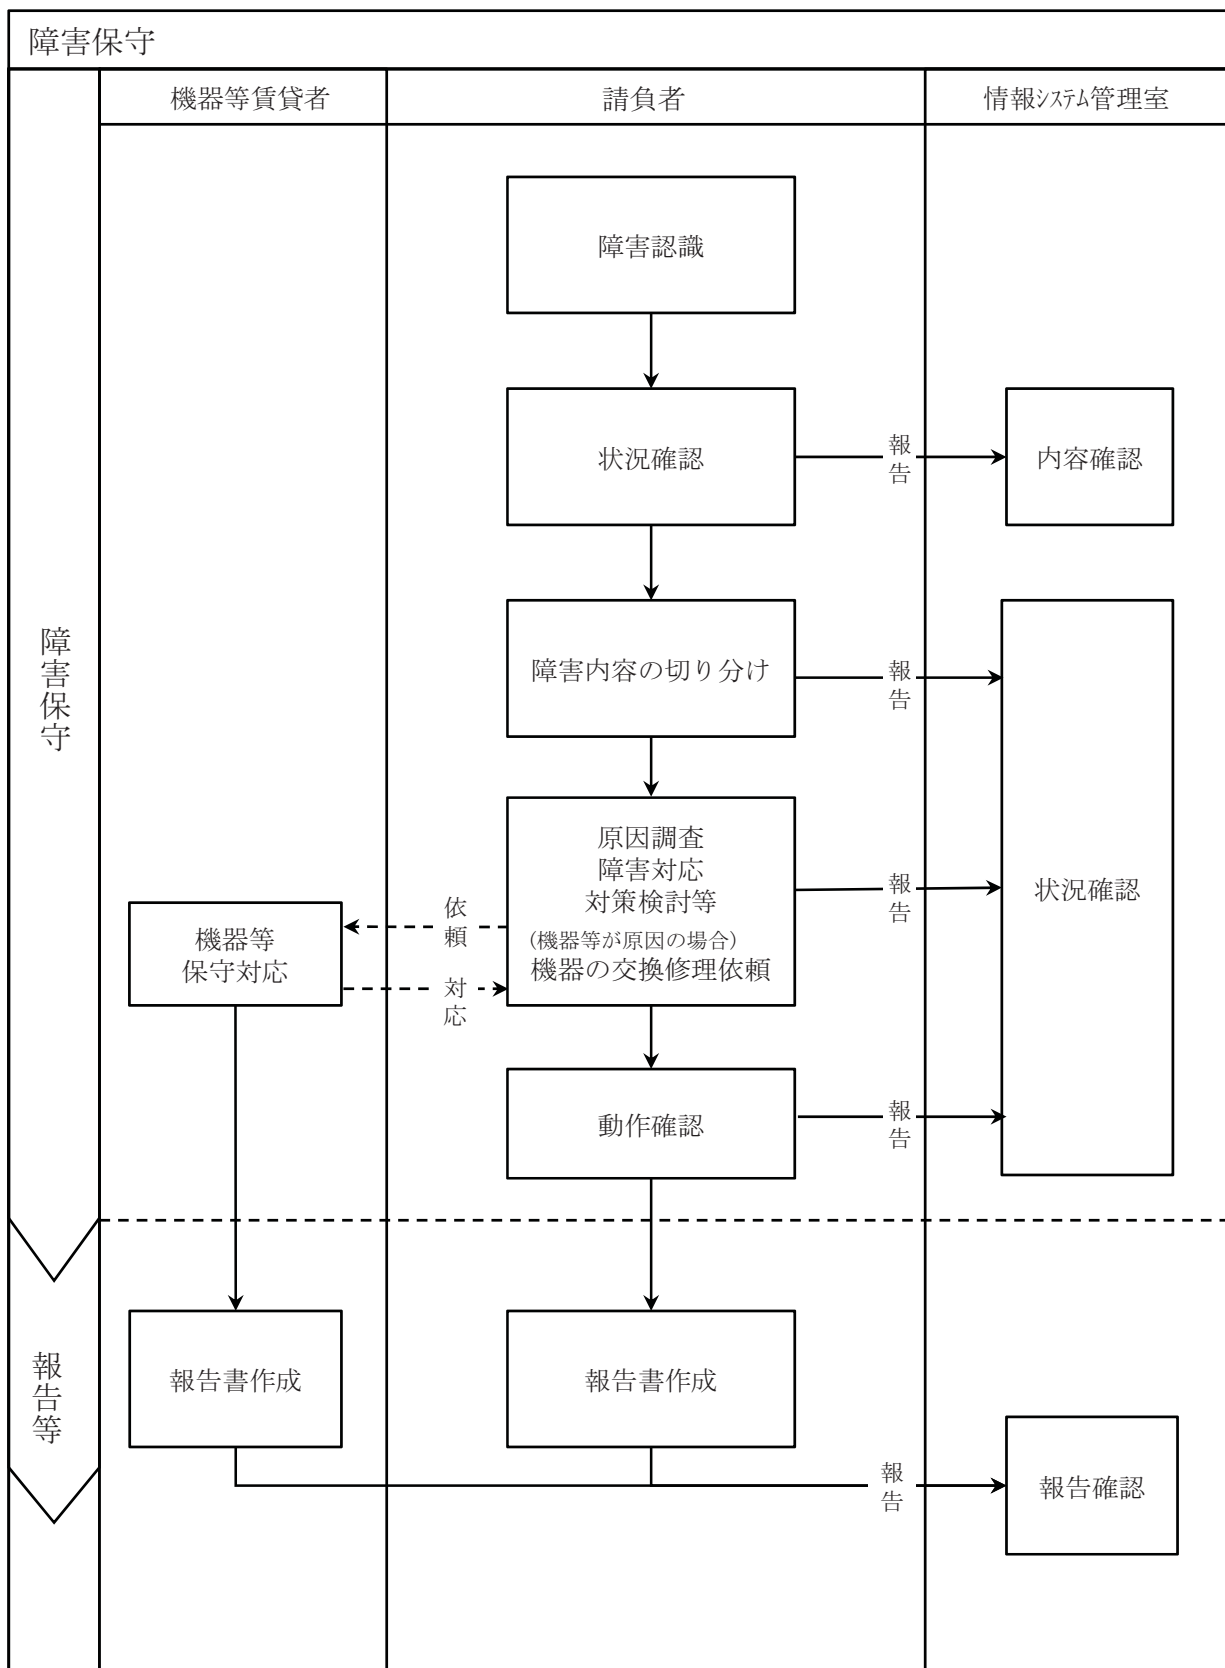 障害保守
機器等賃貸者
請負者
情報ｼｽﾃﾑ管理室
障害保守
障害認識
状況確認
報告
内容確認
障害内容の切り分け
報告
原因調査
障害対応
対策検討等
(機器等が原因の場合)
機器の交換修理依頼
報告
状況確認
依頼
機器等
保守対応
対応
動作確認
報告
報告等
報告書作成
報告書作成
報告
報告確認